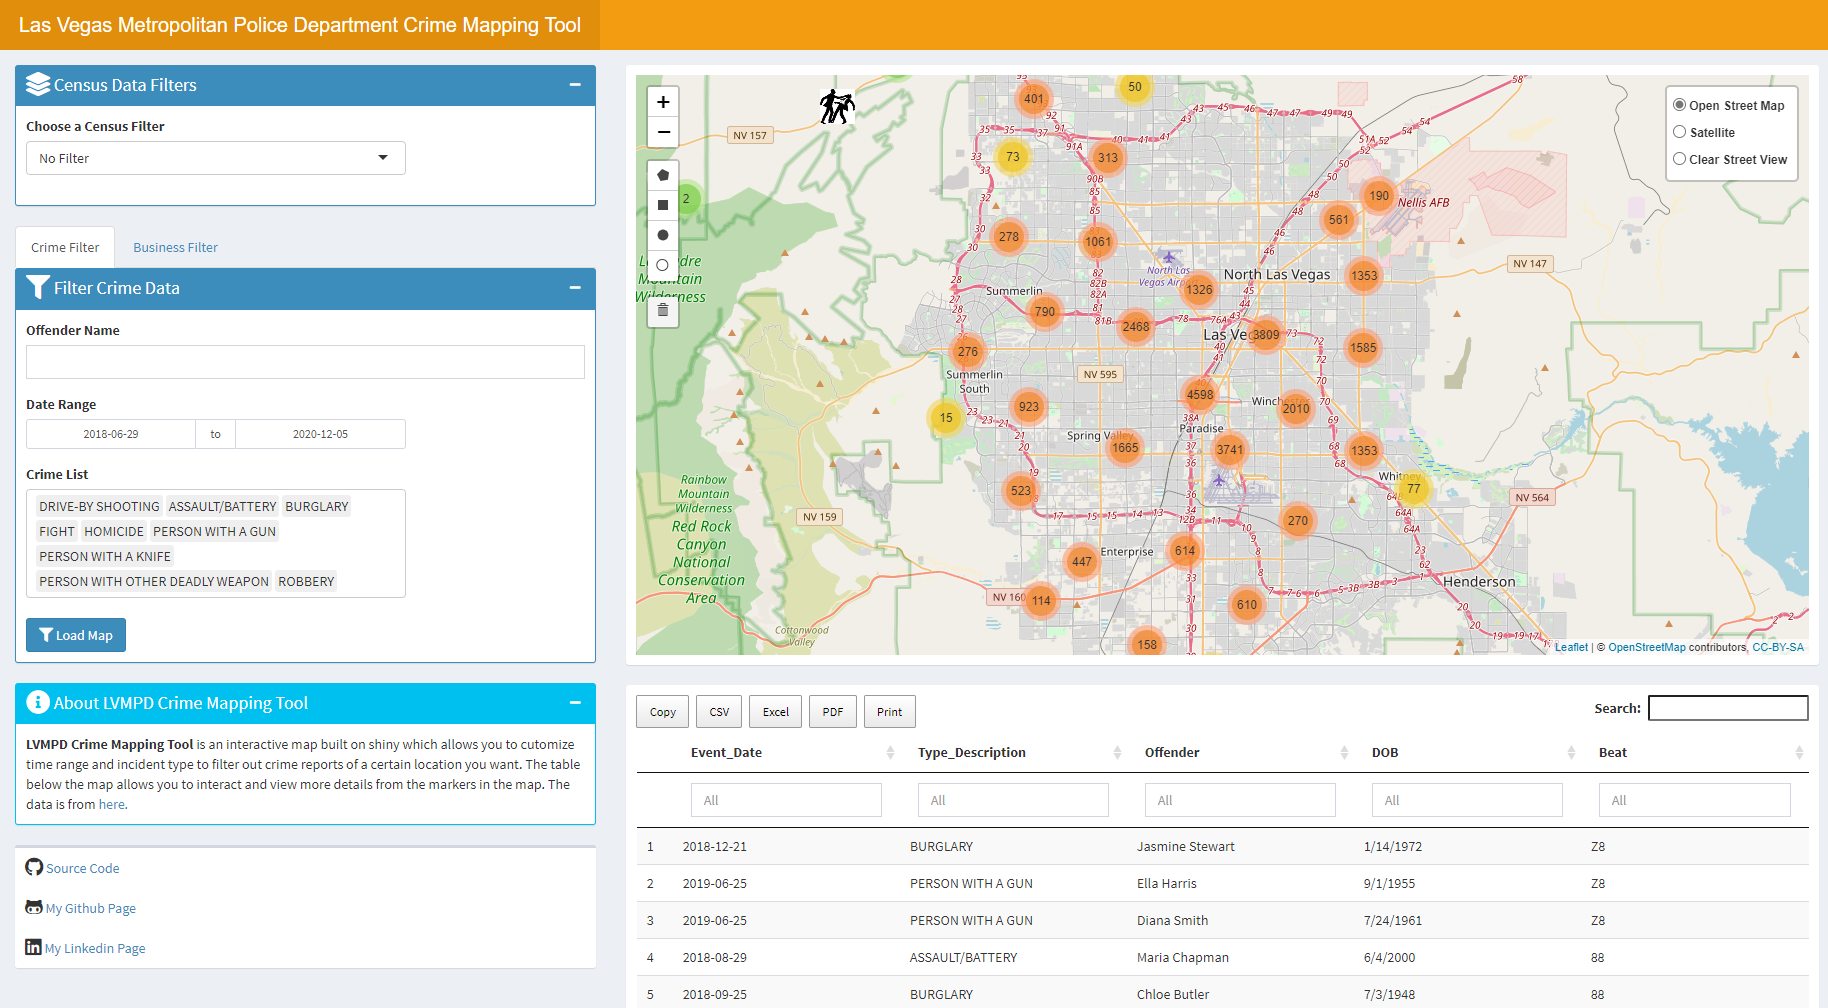 Las Vegas Metropolitan Police Department Crime Mapping Tool
Census Data Filters
Choose a Census Filter
No Filter
Crime Filter
Business Filter
Filter Crime Data
Offender Name
Date Range
2018-06-29 to 2020-12-05
Crime List
DRIVE-BY SHOOTING ASSAULT/BATTERY BURGLARY
FIGHT HOMICIDE PERSON WITH A GUN
PERSON WITH A KNIFE
PERSON WITH OTHER DEADLY WEAPON ROBBERY
Load Map
About LVMPD Crime Mapping Tool
LVMPD Crime Mapping Tool is an interactive map built on shiny which allows you to cutomize
time range and incident type to filter out crime reports of a certain location you want. The table
below the map allows you to interact and view more details from the markers in the map. The
data is from here.
Source Code
My Github Page
My Linkedin Page
+
−
Open Street Map
Satellite
Clear Street View
401
50
NV 157
73
313
2
190
Nellis AFB
561
278
1061
North Las
Vegas
North Las Vegas
NV 147
1353
Mountain
Wilderness
Summerlin
1326
790
2468
Las
3809
276
1585
Summerlin
South
NV 595
4598
923
2010
15
Paradise
Spring Valley
1665
3741
1353
Whitney
77
Rainbow
Mountain
Wilderness
523
NV 564
NV 159
Red Rock
Canyon
National
Conservation
Area
270
447
Enterprise
614
Henderson
NV 160
114
610
Cottonwood
Valley
158
Leaflet | © OpenStreetMap contributors, CC-BY-SA
Copy CSV Excel PDF Print
Search:
Event_Date Type_Description Offender DOB Beat
All All All All All
1 2018-12-21 BURGLARY Jasmine Stewart 1/14/1972 Z8
2 2019-06-25 PERSON WITH A GUN Ella Harris 9/1/1955 Z8
3 2019-06-25 PERSON WITH A GUN Diana Smith 7/24/1961 Z8
4 2018-08-29 ASSAULT/BATTERY Maria Chapman 6/4/2000 88
5 2018-09-25 BURGLARY Chloe Butler 7/3/1948 88